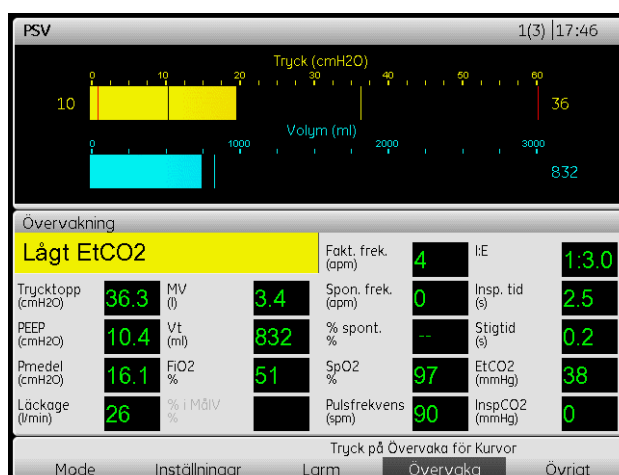 PSV 1(3) 17:46
Tryck (cmH2O)
0 10 20 30 40 50 60
10 36
Volym (ml)
0 1000 2000 3000
832
Övervakning
Lågt EtCO2
Fakt. frek. (apm) 4 I:E 1:3.0
Trycktopp (cmH2O) 36.3 MV (l) 3.4 Spon. frek. (apm) 0 Insp. tid (s) 2.5
PEEP (cmH2O) 10.4 Vt (ml) 832 % spont. % -- Stigtid (s) 0.2
Pmedel (cmH2O) 16.1 FiO2 % 51 SpO2 % 97 EtCO2 (mmHg) 38
Läckage (l/min) 26 % i MålV % Pulsfrekvens (spm) 90 InspCO2 (mmHg) 0
Tryck på Övervaka för Kurvor
Mode Inställningar Larm Övervaka Övrigt